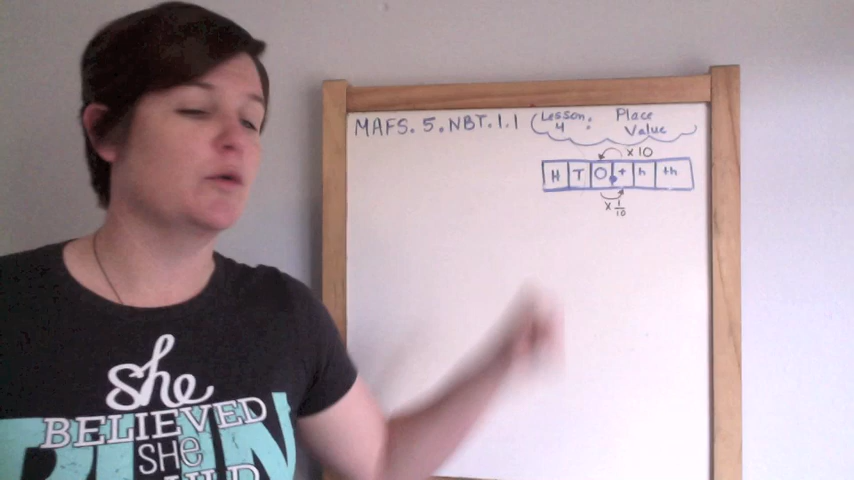 MAFS.5.NBT.1.1
Lesson 4: Place Value
x 10
H T O . t h th
x 1/10
she
BELIEVED
SHE